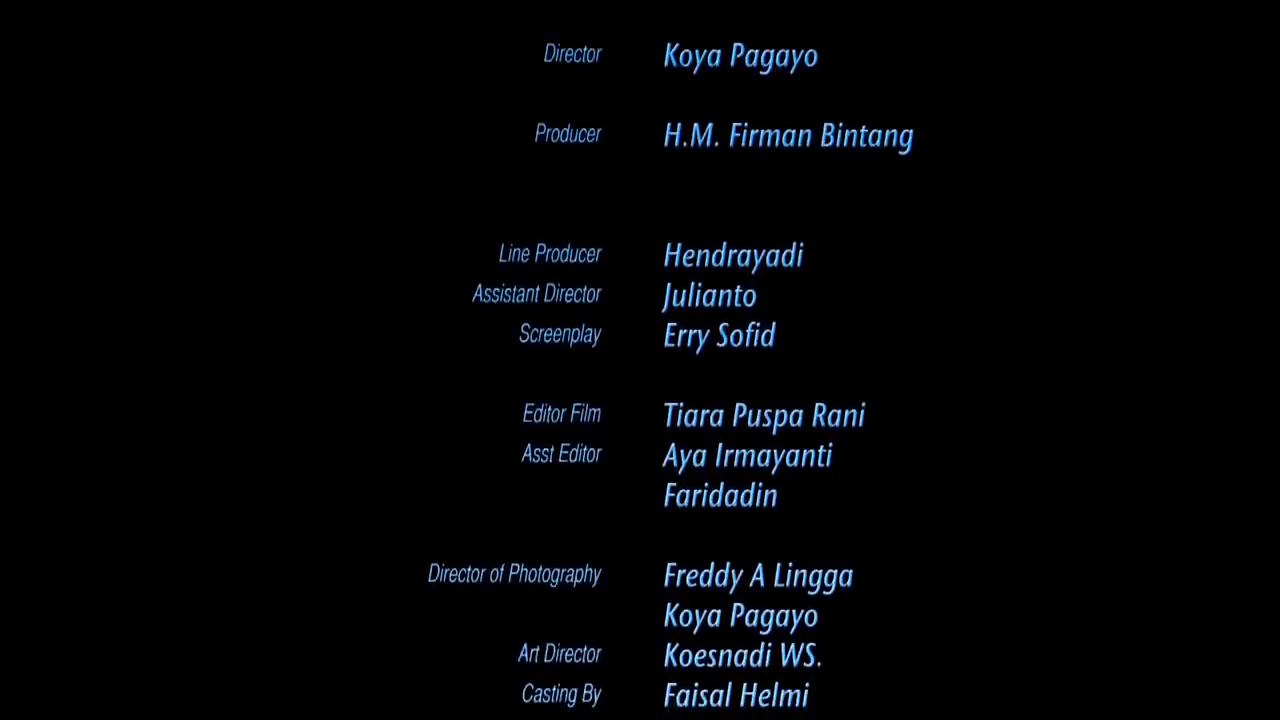 Director Koya Pagayo
Producer H.M. Firman Bintang
Line Producer Hendrayadi
Assistant Director Julianto
Screenplay Erry Sofid
Editor Film Tiara Puspa Rani
Asst Editor Aya Irmayanti
Faridadin
Director of Photography Freddy A Lingga
Koya Pagayo
Art Director Koesnadi WS.
Casting By Faisal Helmi